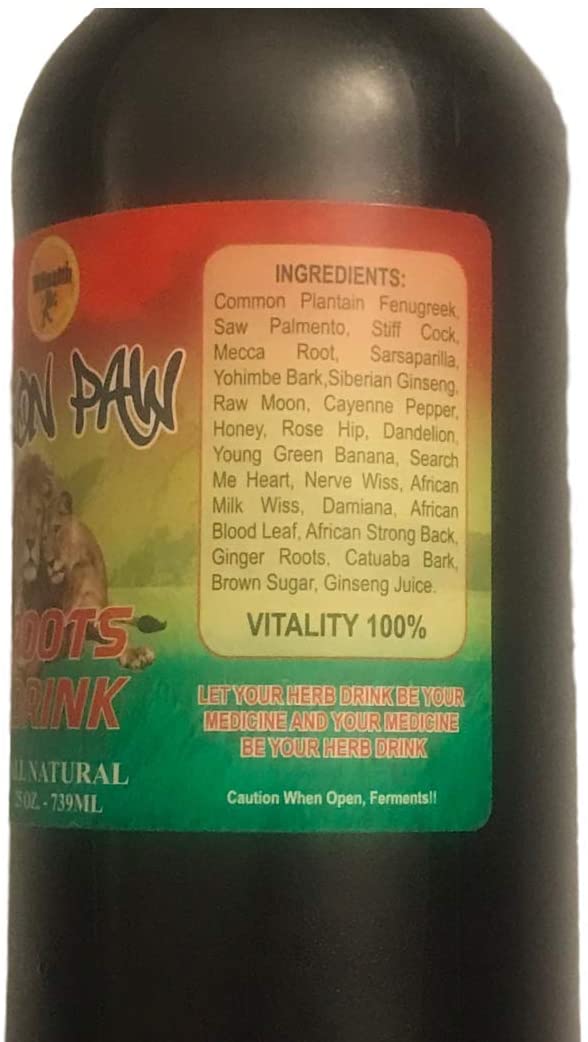 ON PAW
OOTS
RINK
LL NATURAL
25 OZ. - 739ML
INGREDIENTS:
Common Plantain Fenugreek,
Saw Palmento, Stiff Cock,
Mecca Root, Sarsaparilla,
Yohimbe Bark,Siberian Ginseng,
Raw Moon, Cayenne Pepper,
Honey, Rose Hip, Dandelion,
Young Green Banana, Search
Me Heart, Nerve Wiss, African
Milk Wiss, Damiana, African
Blood Leaf, African Strong Back,
Ginger Roots, Catuaba Bark,
Brown Sugar, Ginseng Juice.
VITALITY 100%
LET YOUR HERB DRINK BE YOUR
MEDICINE AND YOUR MEDICINE
BE YOUR HERB DRINK
Caution When Open, Ferments!!